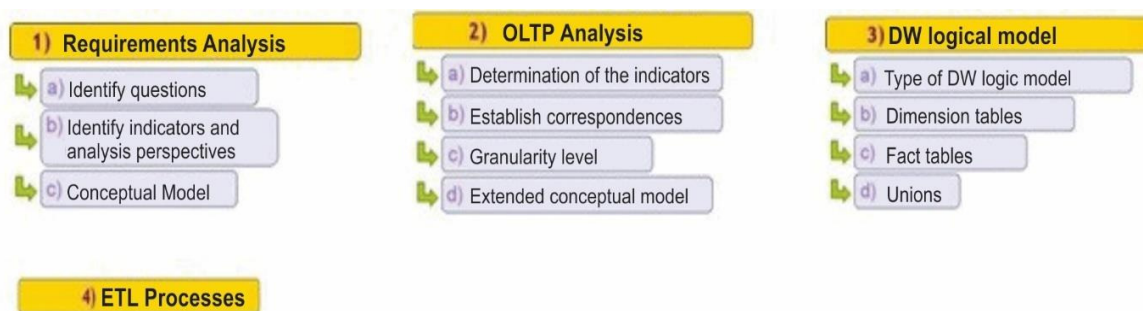 1) Requirements Analysis
a) Identify questions
b) Identify indicators and
analysis perspectives
c) Conceptual Model
2) OLTP Analysis
a) Determination of the indicators
b) Establish correspondences
c) Granularity level
d) Extended conceptual model
3) DW logical model
a) Type of DW logic model
b) Dimension tables
c) Fact tables
d) Unions
4) ETL Processes